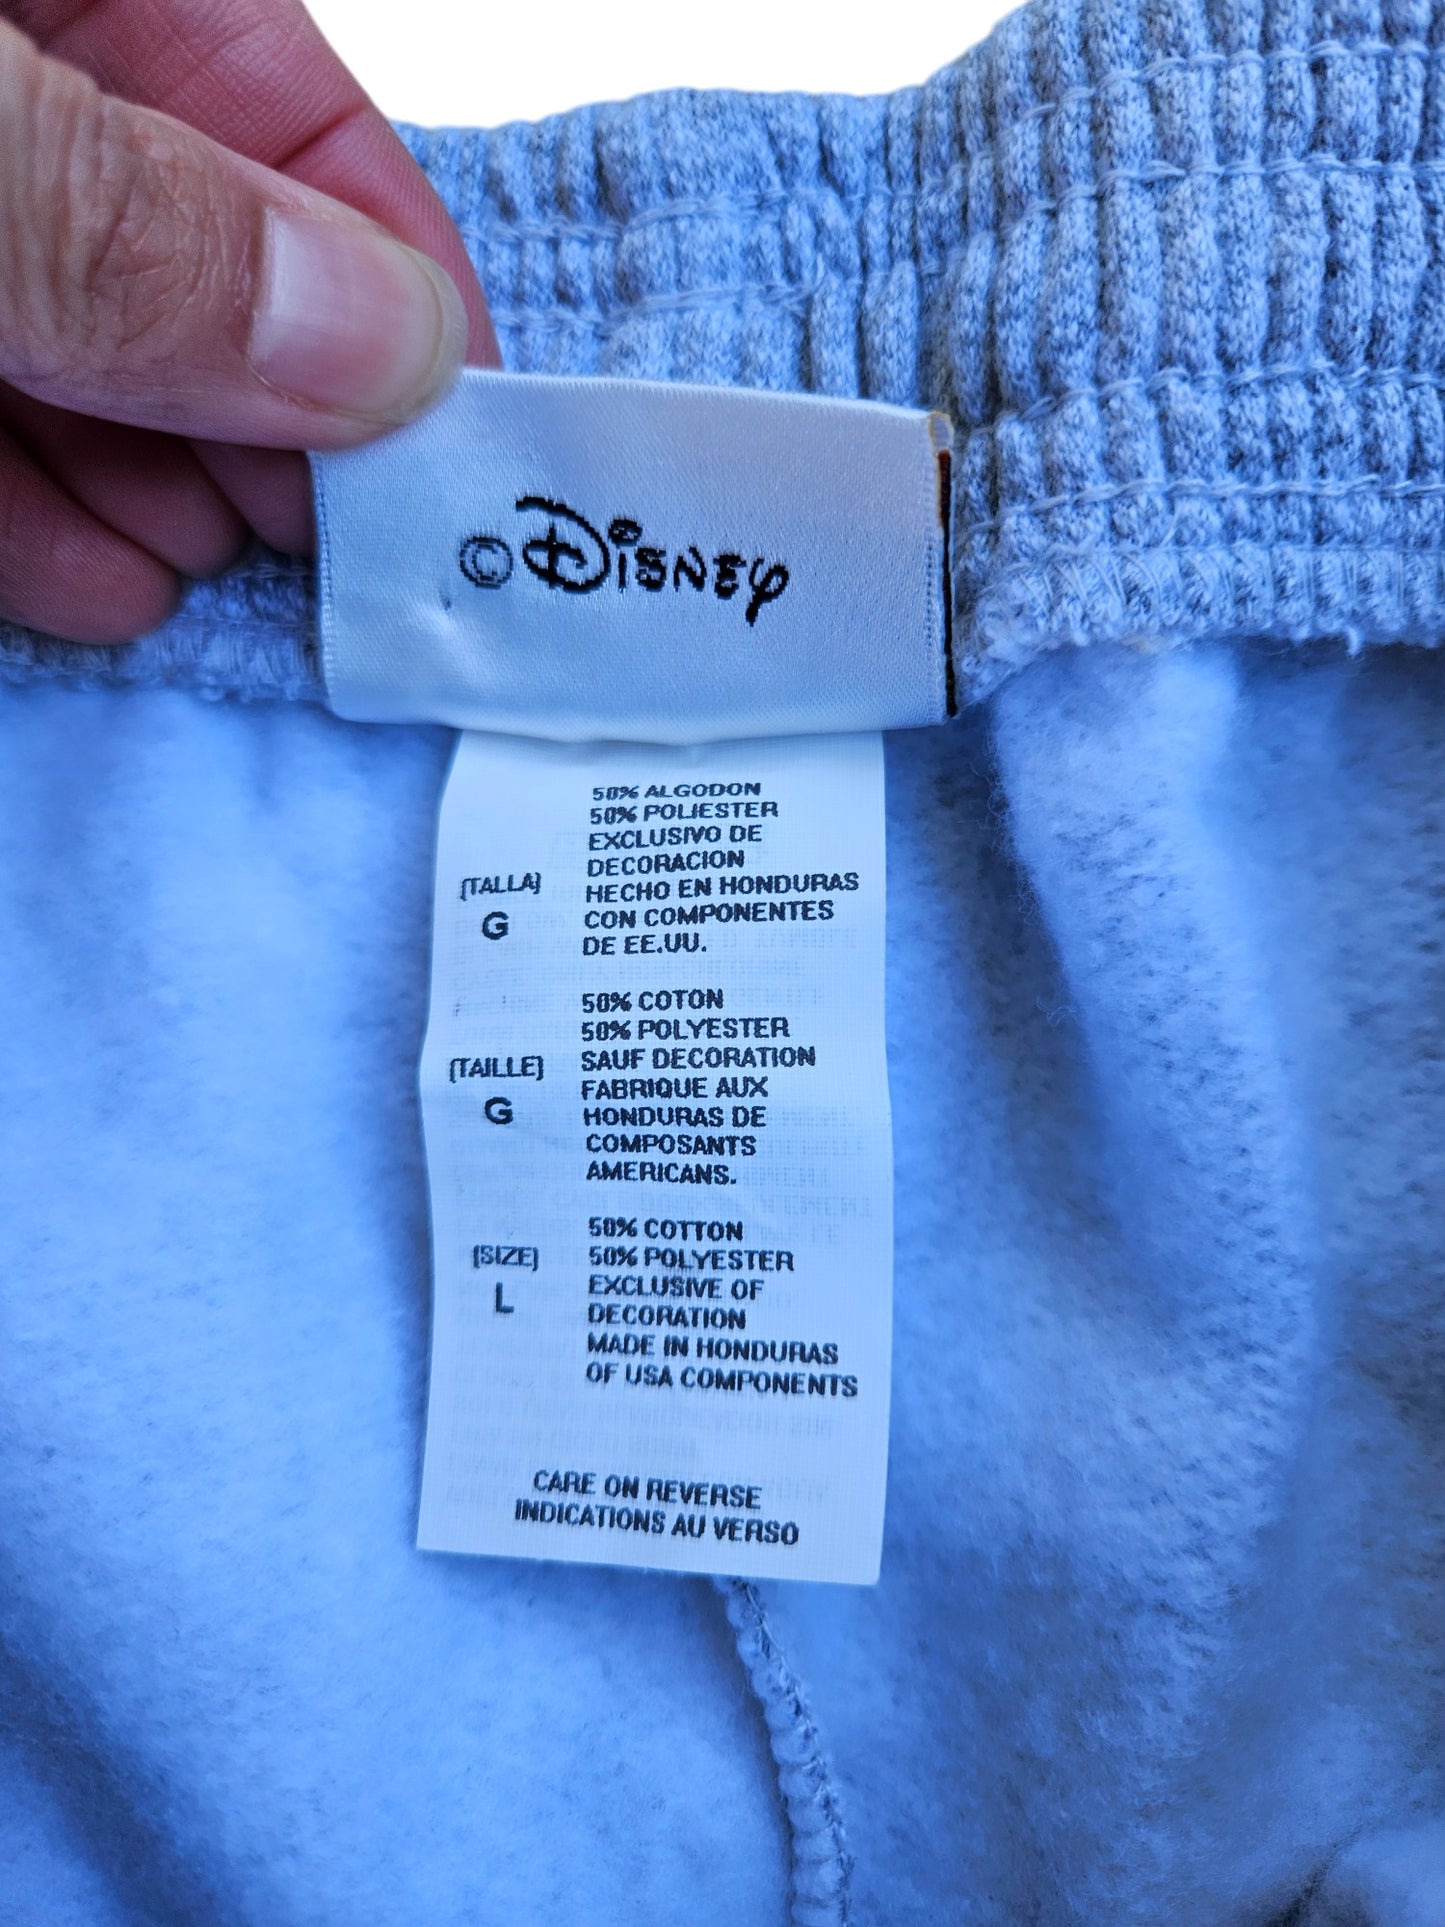 © Disney
50% ALGODON
50% POLIESTER
EXCLUSIVO DE
DECORACION
[TALLA]
HECHO EN HONDURAS
G
CON COMPONENTES
DE EE.UU.
50% COTON
50% POLYESTER
[TAILLE]
SAUF DECORATION
G
FABRIQUE AUX
HONDURAS DE
COMPOSANTS
AMERICANS.
50% COTTON
[SIZE]
50% POLYESTER
L
EXCLUSIVE OF
DECORATION
MADE IN HONDURAS
OF USA COMPONENTS
CARE ON REVERSE
INDICATIONS AU VERSO